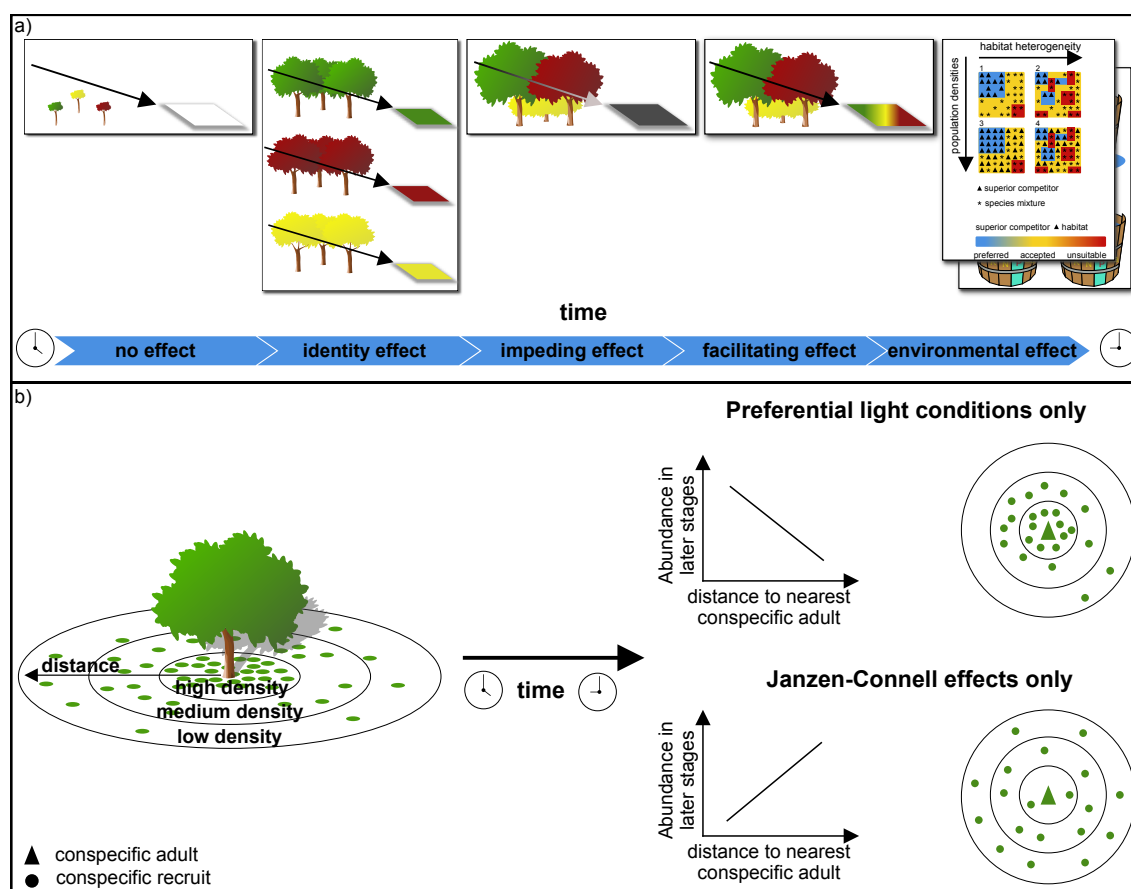 a)
habitat heterogeneity
population densities
1
2
3
4
▲ superior competitor
★ species mixture
superior competitor ▲ habitat
preferred accepted unsuitable
time
no effect
identity effect
impeding effect
facilitating effect
environmental effect
b)
distance
high density
medium density
low density
time
Preferential light conditions only
Abundance in
later stages
distance to nearest
conspecific adult
Janzen-Connell effects only
Abundance in
later stages
distance to nearest
conspecific adult
▲ conspecific adult
● conspecific recruit